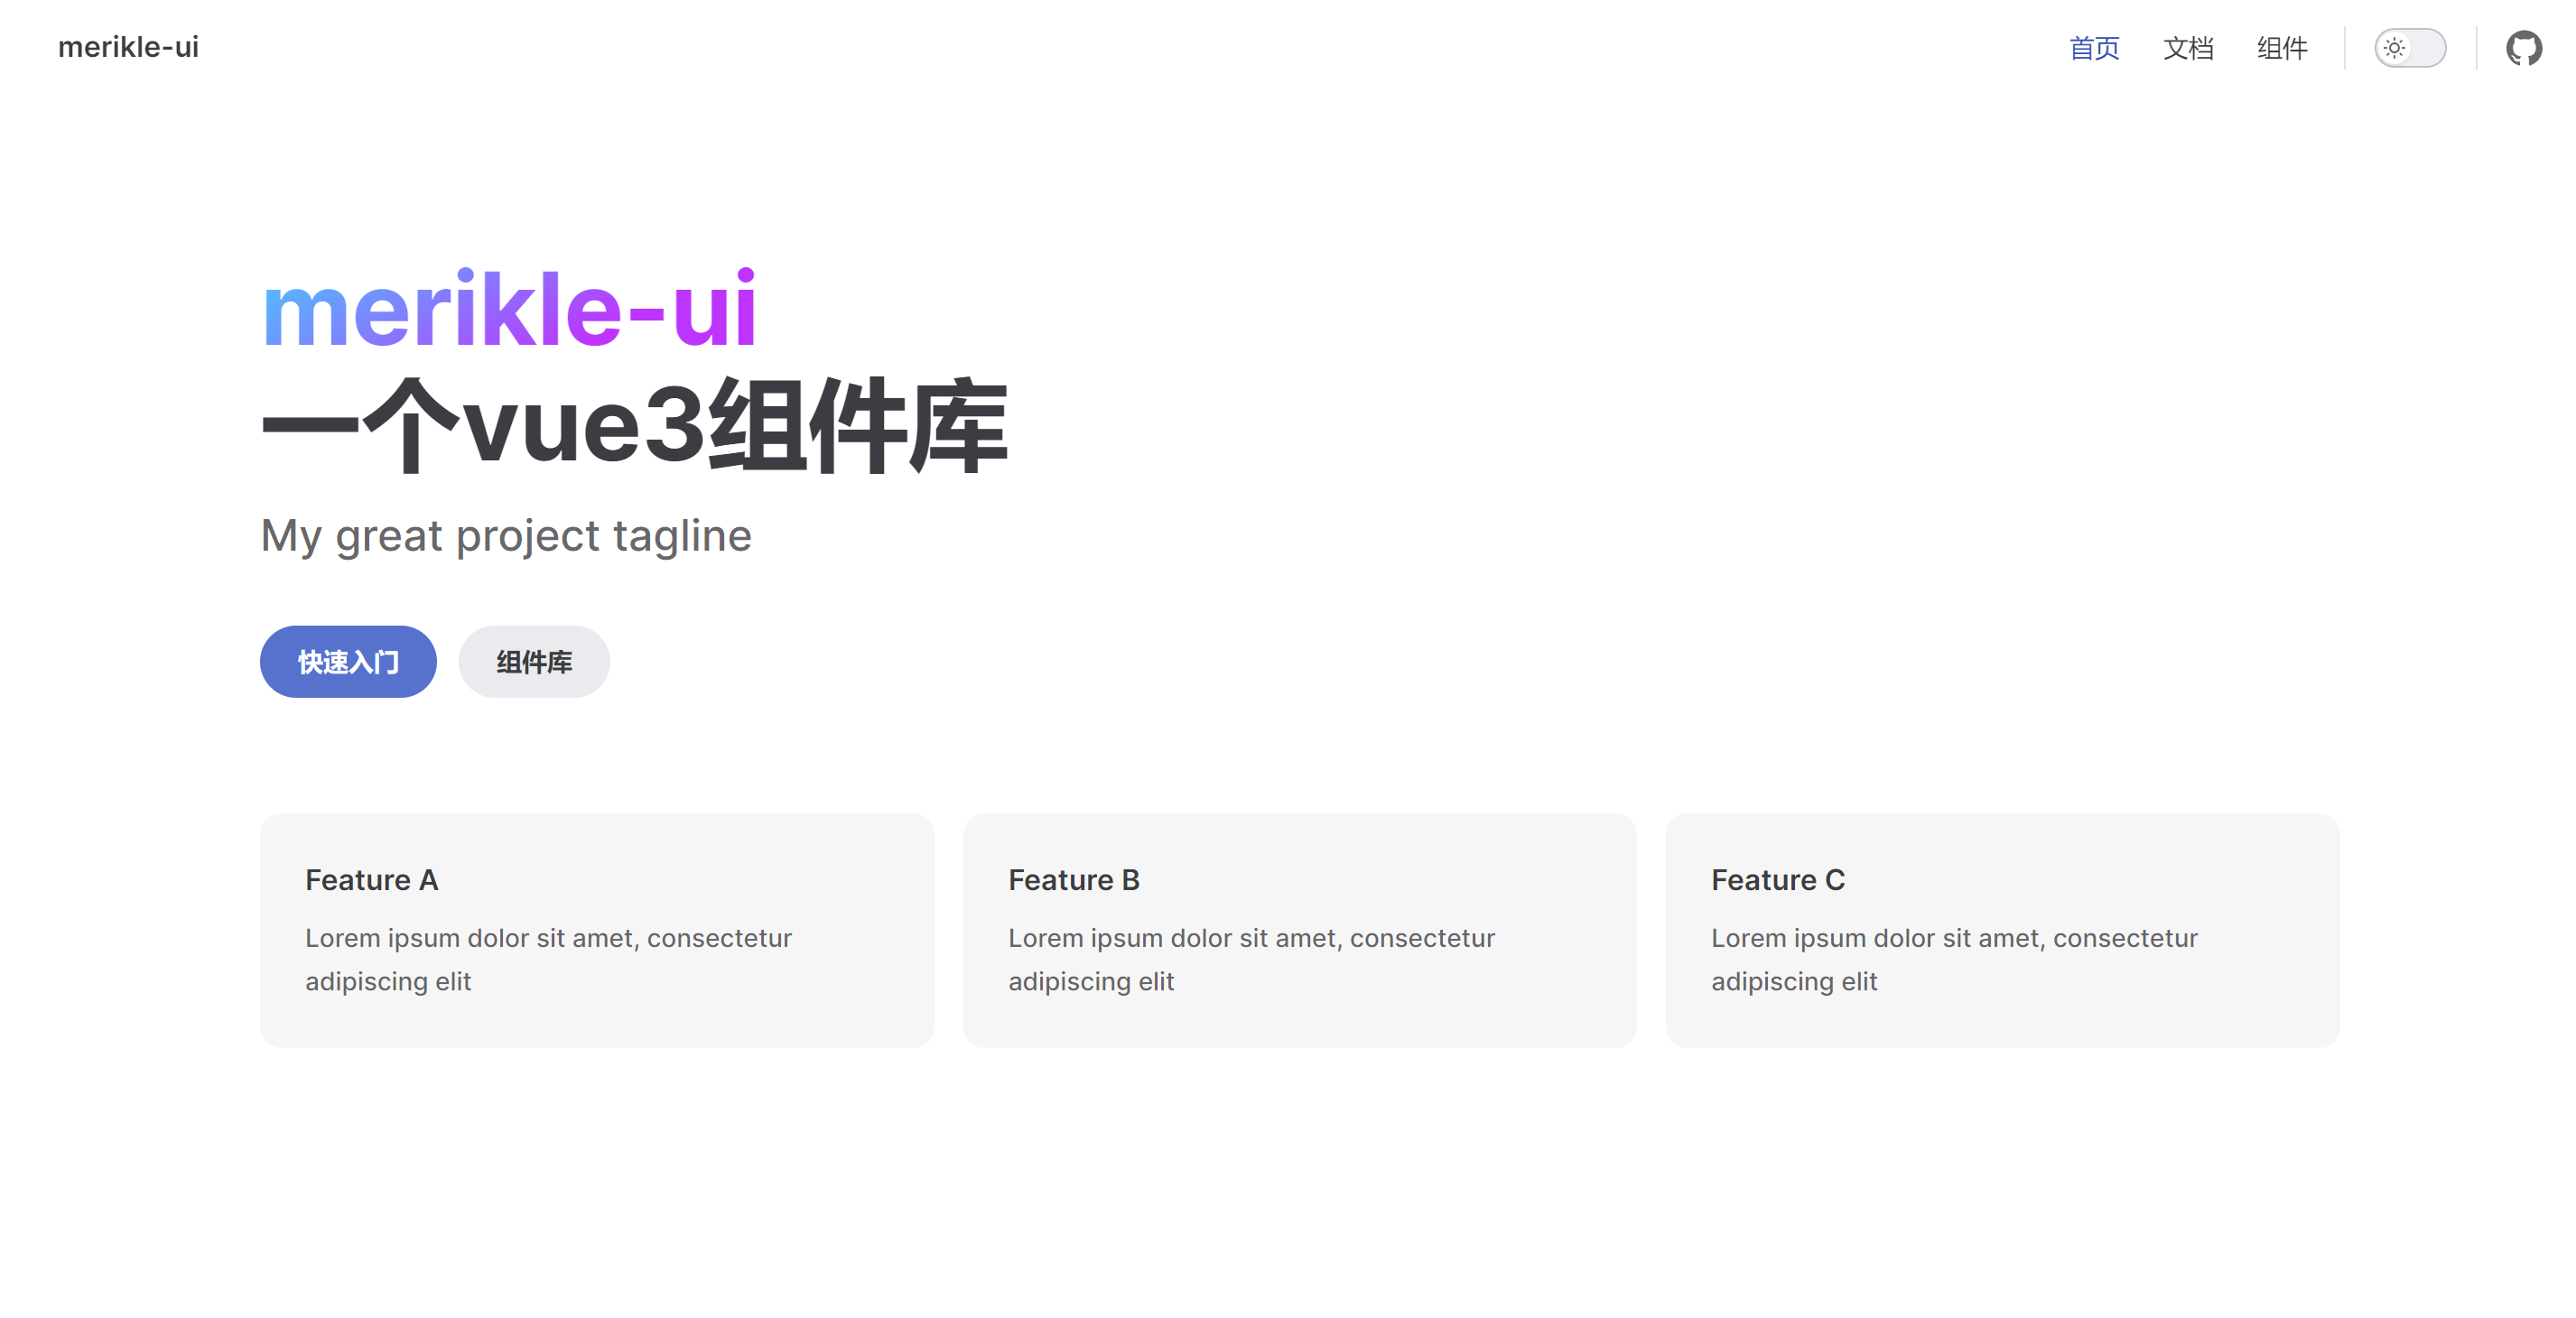 merikle-ui
首页 文档 组件
merikle-ui
一个vue3组件库
My great project tagline
快速入门 组件库
Feature A
Lorem ipsum dolor sit amet, consectetur
adipiscing elit
Feature B
Lorem ipsum dolor sit amet, consectetur
adipiscing elit
Feature C
Lorem ipsum dolor sit amet, consectetur
adipiscing elit